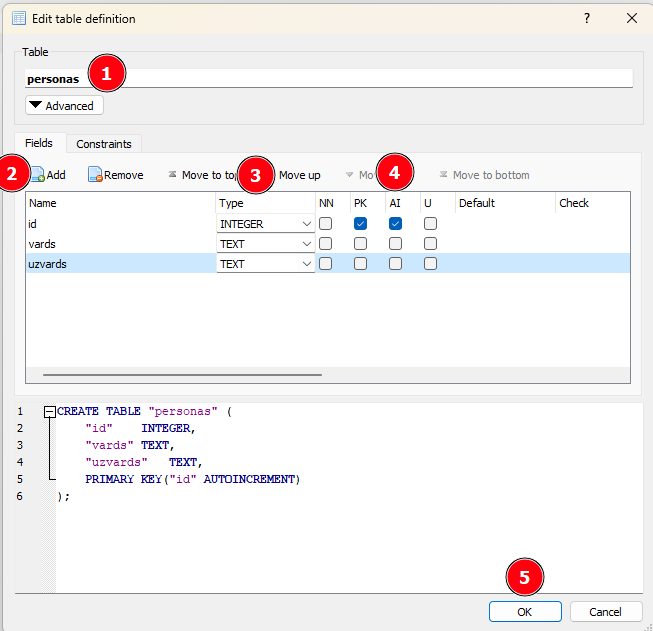 Edit table definition ?
Table
personas 1
Advanced
Fields Constraints
2 Add Remove Move to top 3 Move up Mo 4 Move to bottom
Name Type NN PK AI U Default Check
id INTEGER
vards TEXT
uzvards TEXT
1 CREATE TABLE "personas" (
2 "id" INTEGER,
3 "vards" TEXT,
4 "uzvards" TEXT,
5 PRIMARY KEY("id" AUTOINCREMENT)
6 );
5
OK Cancel